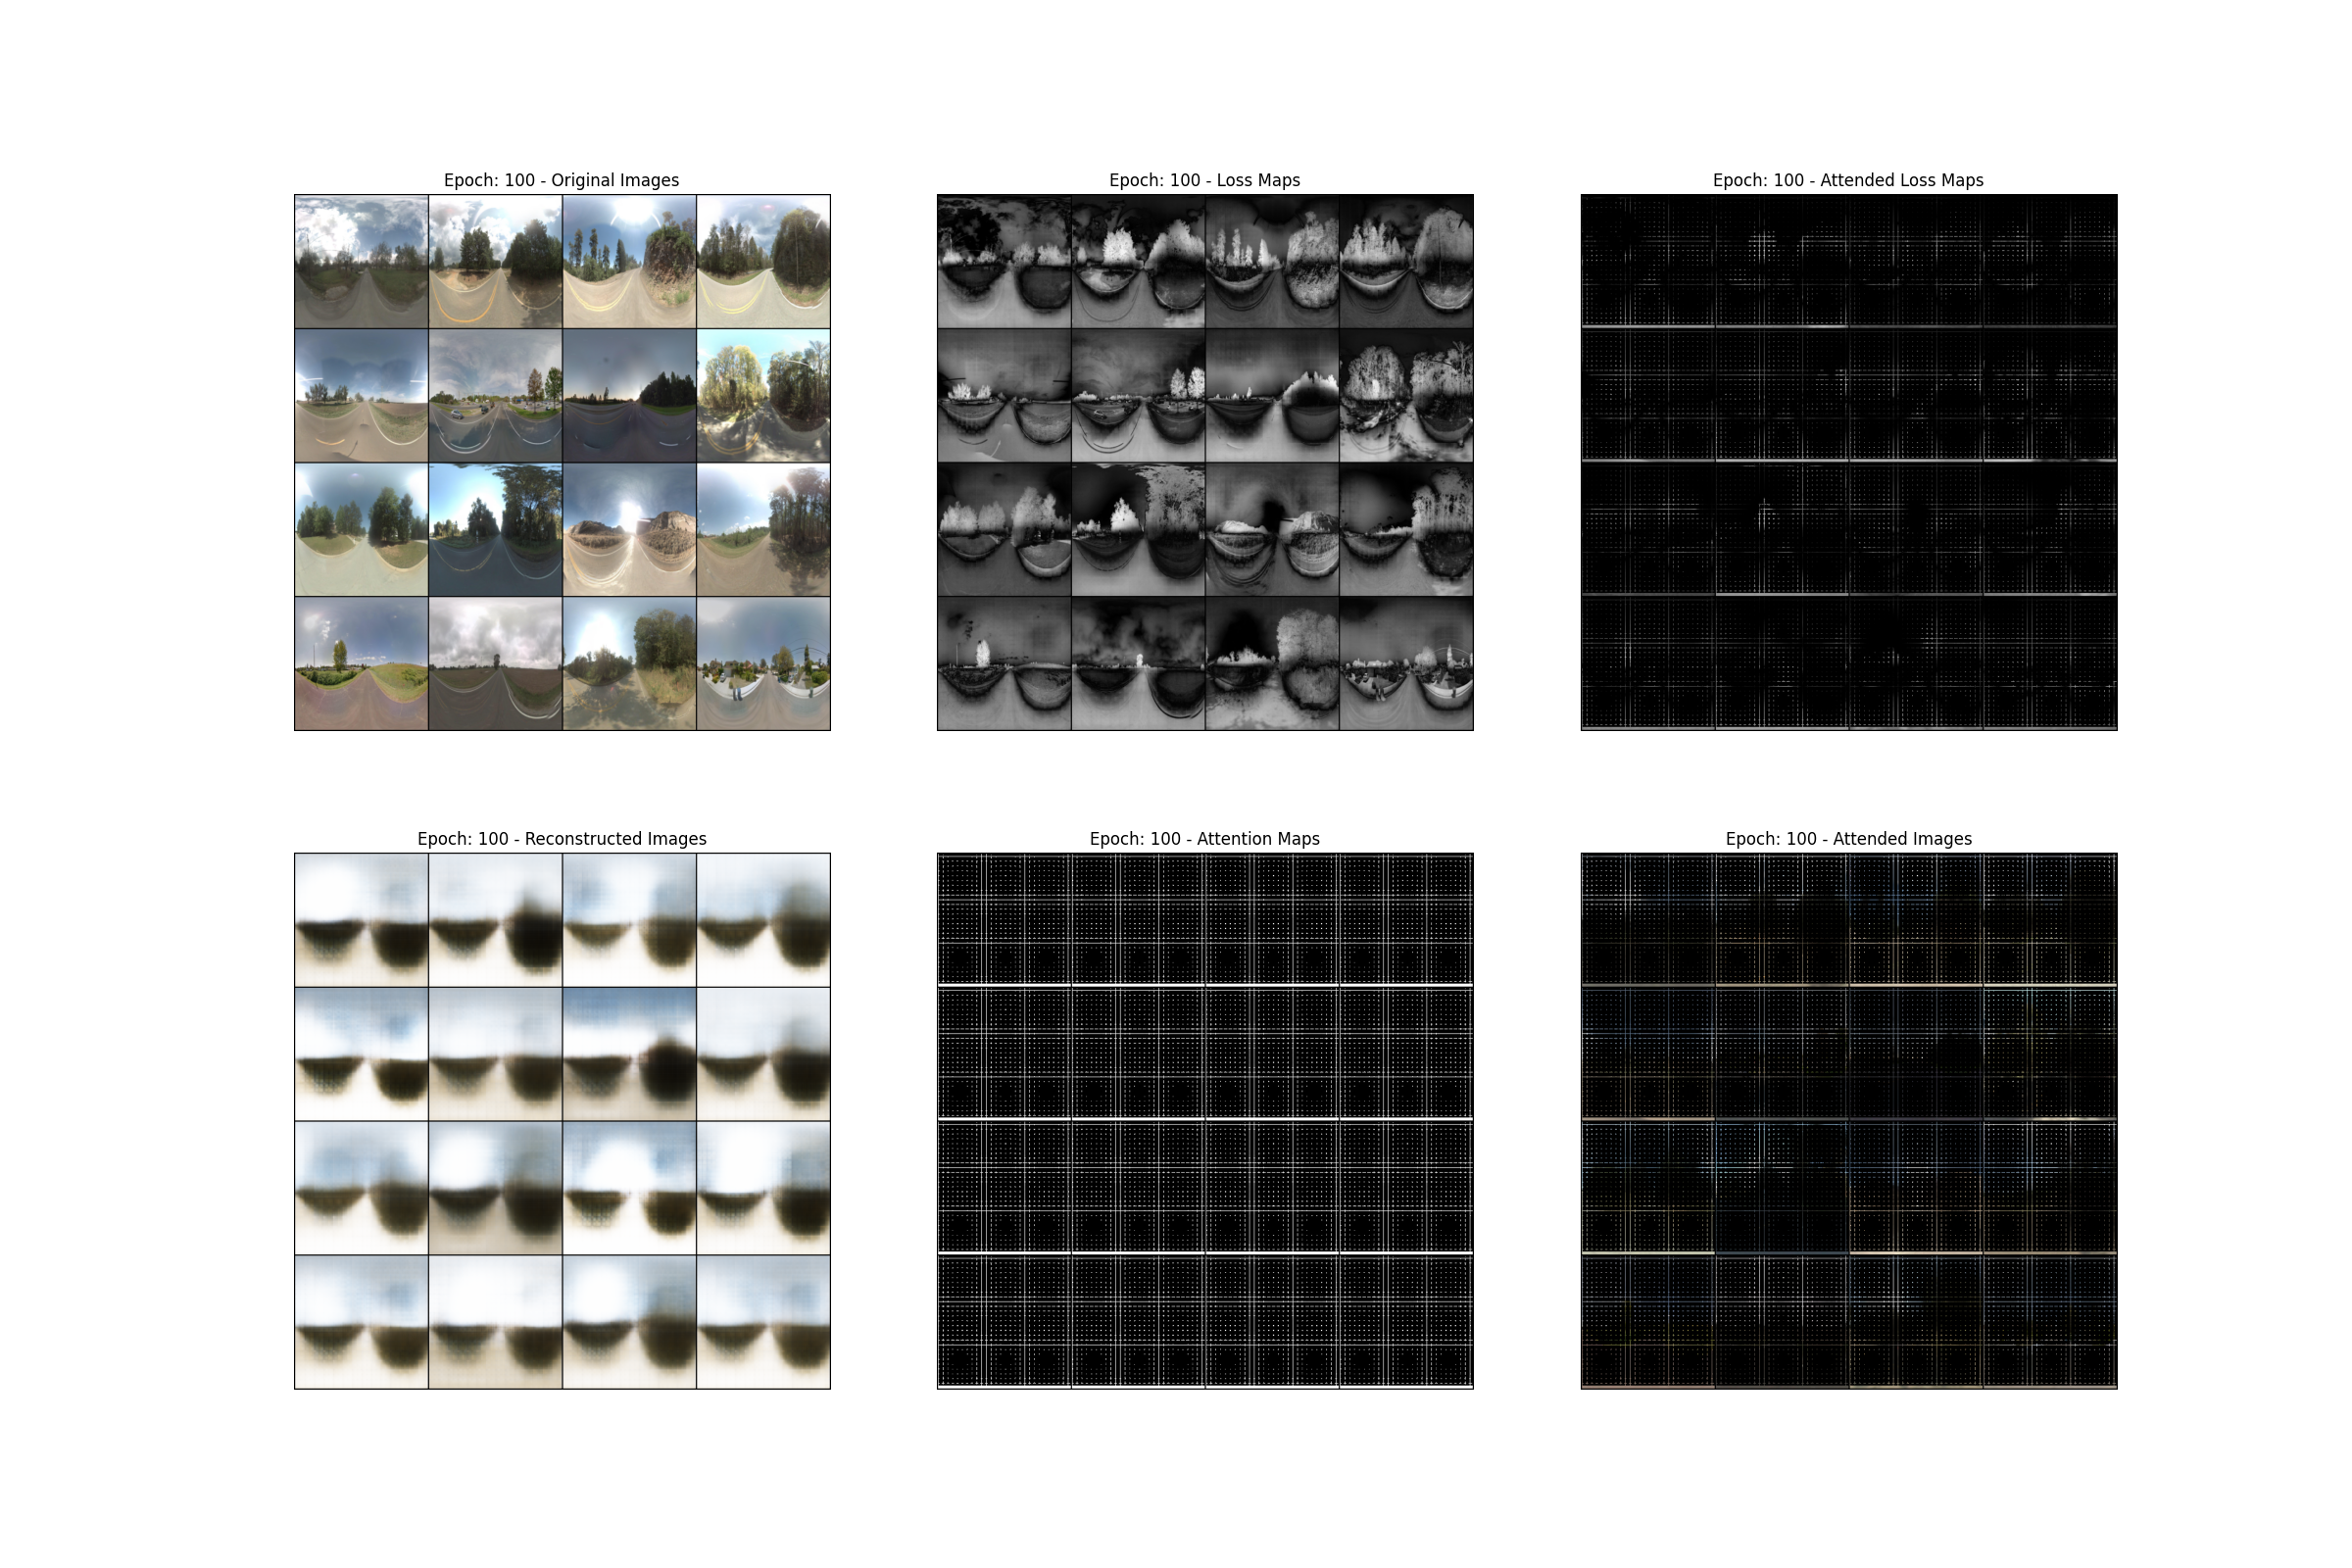 Epoch: 100 - Original Images
Epoch: 100 - Loss Maps
Epoch: 100 - Attended Loss Maps
Epoch: 100 - Reconstructed Images
Epoch: 100 - Attention Maps
Epoch: 100 - Attended Images